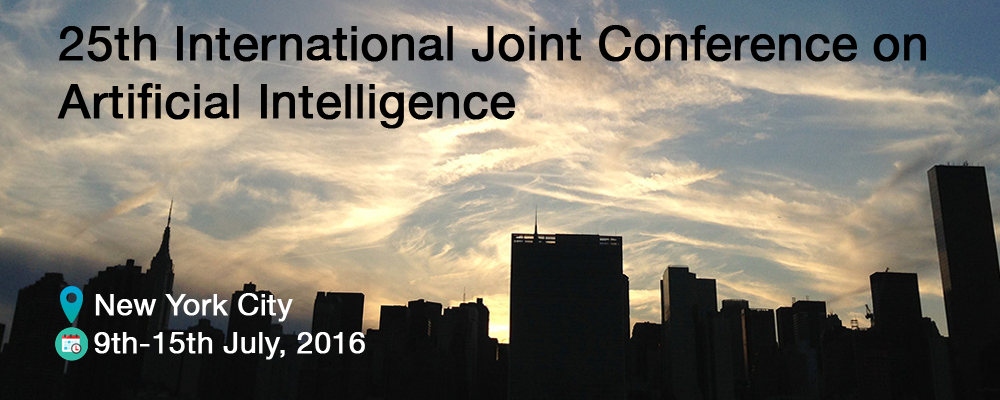 25th International Joint Conference on
Artificial Intelligence
New York City
9th-15th July, 2016